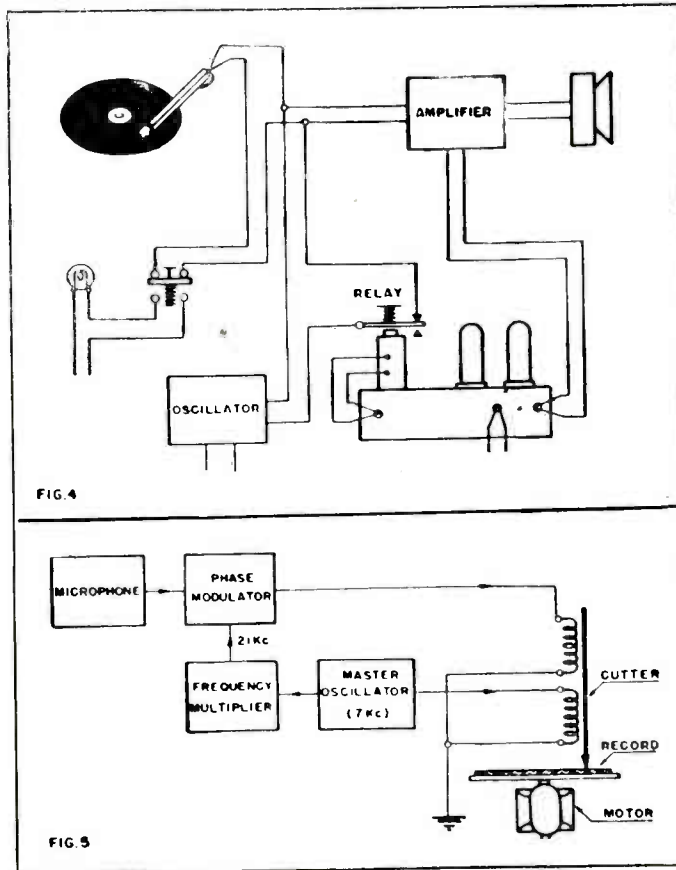 AMPLIFIER
RELAY
OSCILLATOR
FIG.4
MICROPHONE
PHASE
MODULATOR
21Kc
FREQUENCY
MULTIPLIER
MASTER
OSCILLATOR
(7Kc)
CUTTER
RECORD
MOTOR
FIG.5